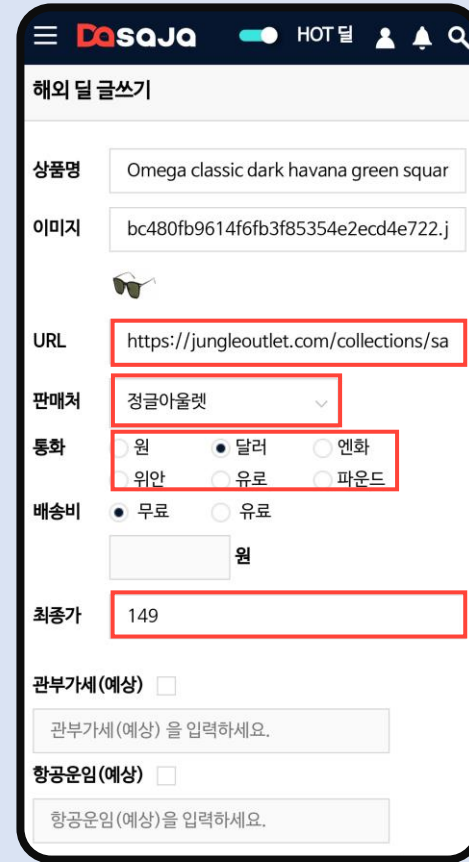 Dasaja HOT 딜
해외 딜 글쓰기
상품명 Omega classic dark havana green squar
이미지 bc480fb9614f6fb3f85354e2ecd4e722.j
URL https://jungleoutlet.com/collections/sa
판매처 정글아울렛
통화 원 달러 엔화
위안 유로 파운드
배송비 무료 유료
원
최종가 149
관부가세(예상)
관부가세(예상) 을 입력하세요.
항공운임(예상)
항공운임(예상)을 입력하세요.